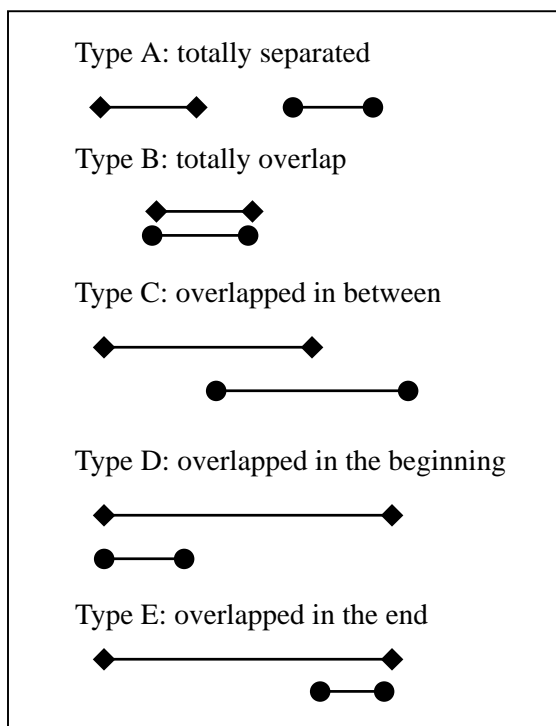 Type A: totally separated
Type B: totally overlap
Type C: overlapped in between
Type D: overlapped in the beginning
Type E: overlapped in the end